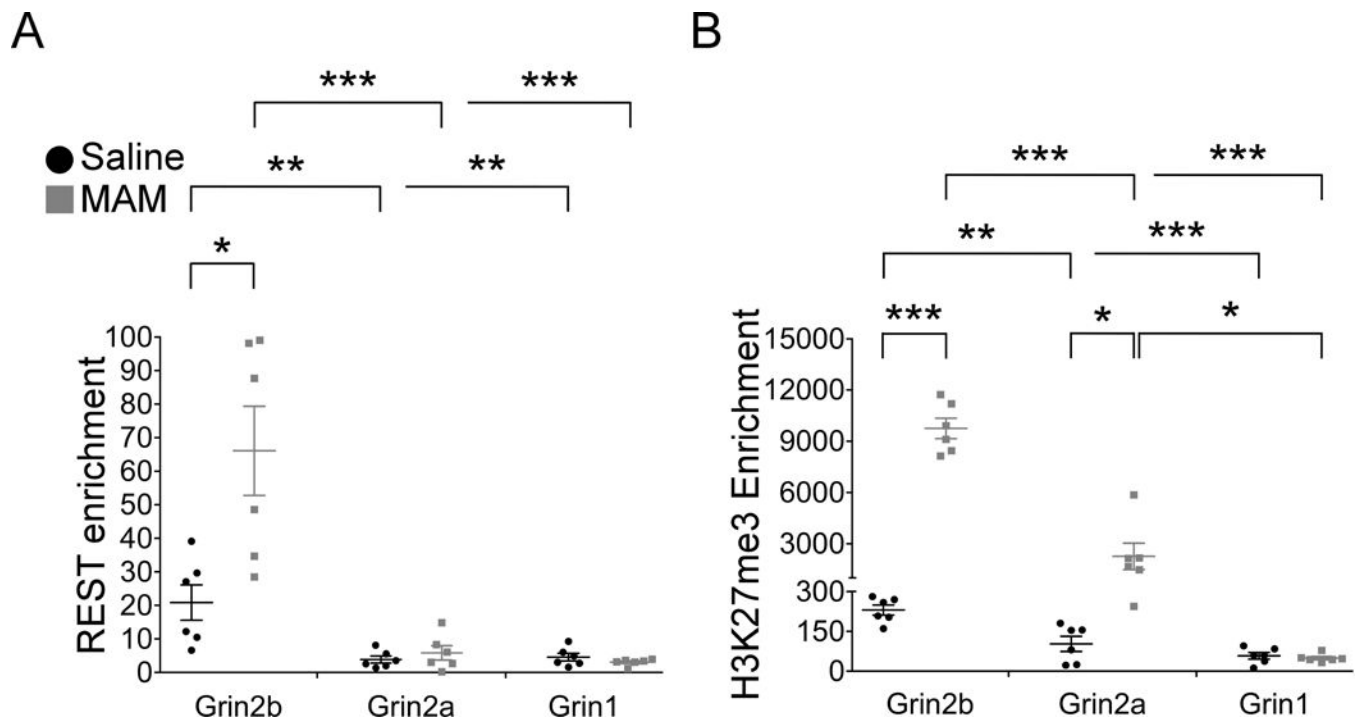 A
*** ***
Saline
MAM
** **
*
100
90
80
70
60
50
40
30
20
10
0
REST enrichment
Grin2b Grin2a Grin1
B
*** ***
** ***
*** * *
15000
12000
9000
6000
3000
300
150
0
H3K27me3 Enrichment
Grin2b Grin2a Grin1